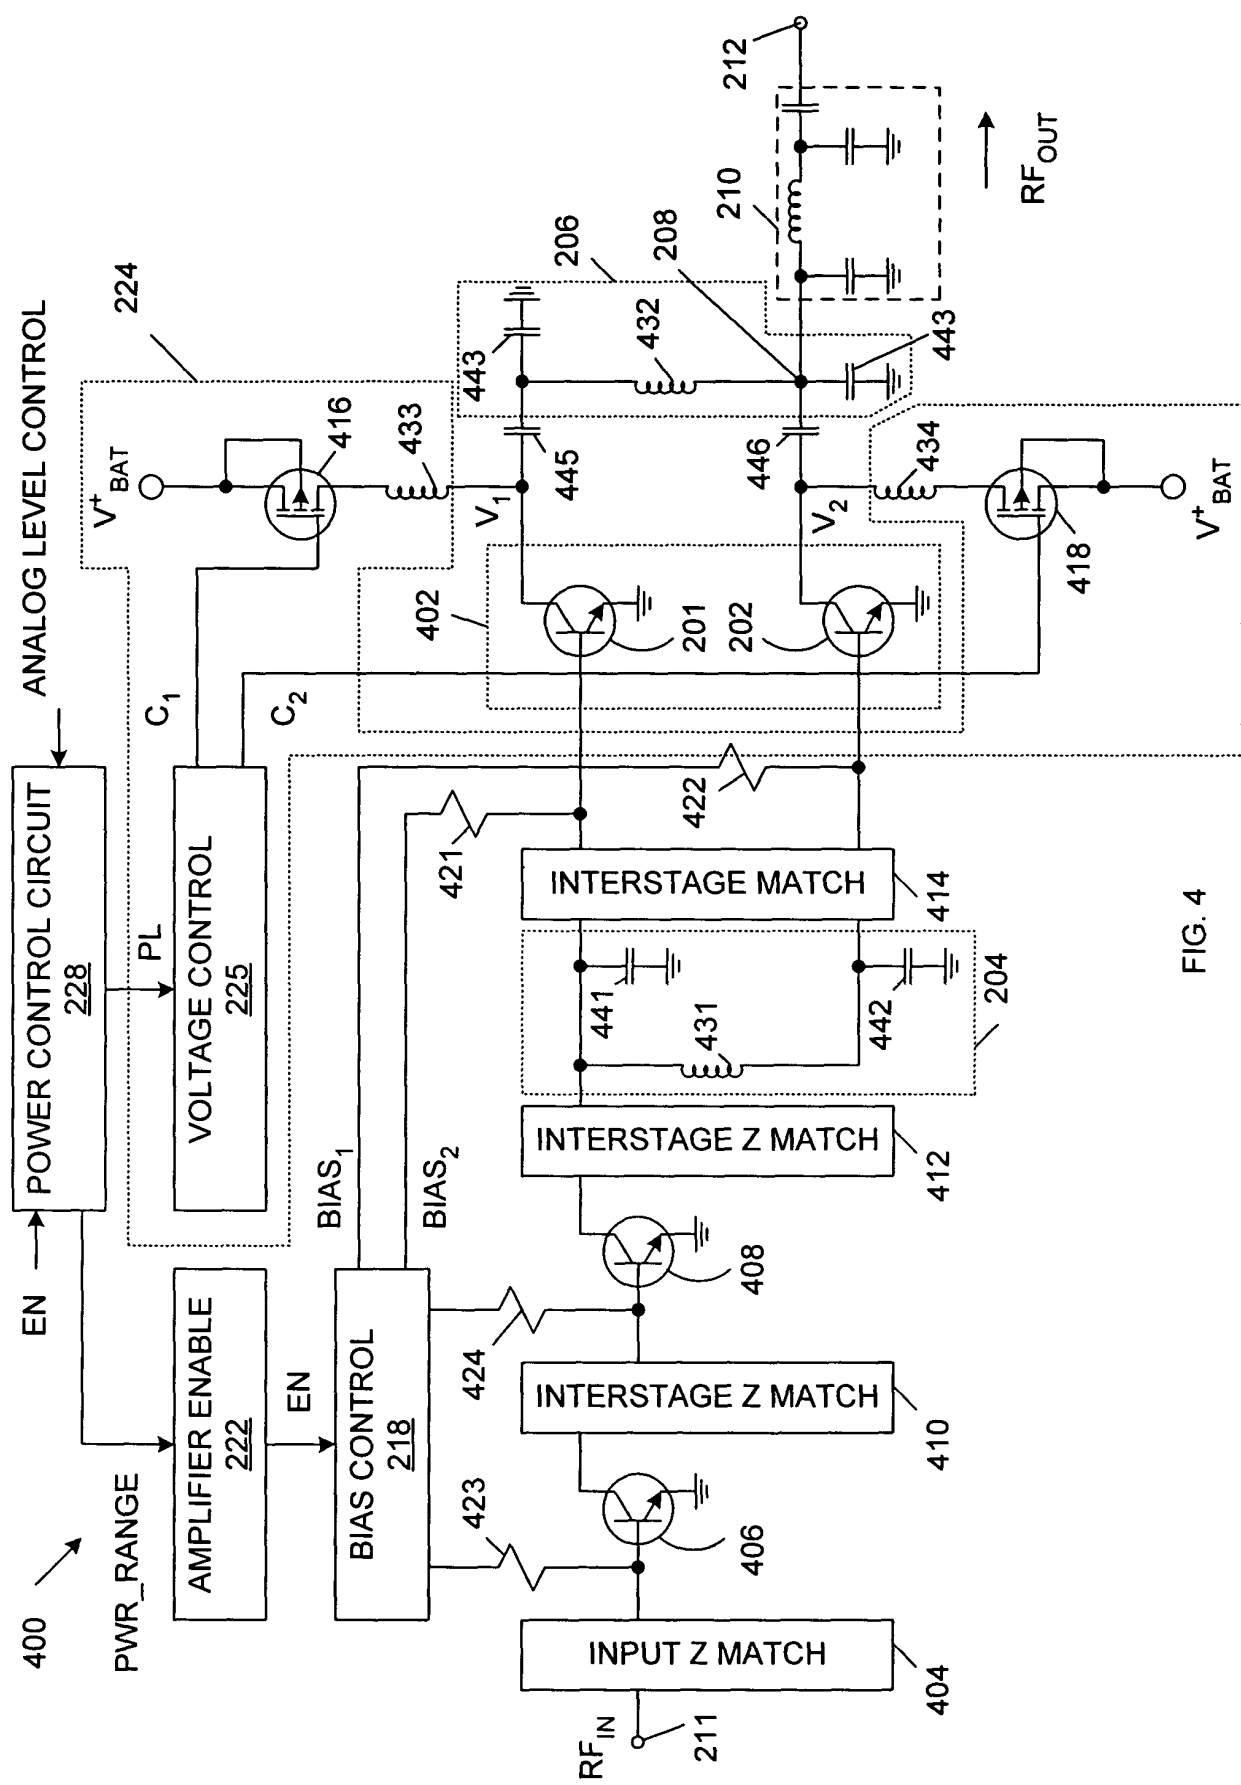 400
EN
POWER CONTROL CIRCUIT
228
ANALOG LEVEL CONTROL
PWR_RANGE
PL
AMPLIFIER ENABLE
222
VOLTAGE CONTROL
225
C1
C2
224
V+BAT
416
433
EN
BIAS CONTROL
218
BIAS1
BIAS2
423
424
421
422
402
V1
445
443
206
432
208
210
212
RFIN
211
INPUT Z MATCH
404
406
INTERSTAGE Z MATCH
410
408
INTERSTAGE Z MATCH
412
431
441
442
204
INTERSTAGE MATCH
414
201
202
V2
446
443
434
418
V+BAT
RFOUT
FIG. 4